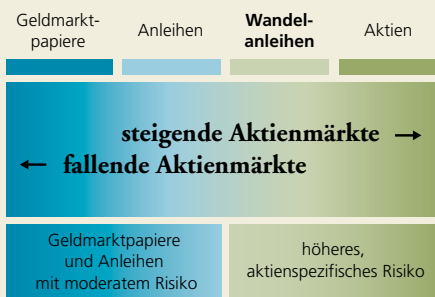 Geldmarkt-
papiere
Anleihen
Wandel-
anleihen
Aktien
steigende Aktienmärkte →
← fallende Aktienmärkte
Geldmarktpapiere
und Anleihen
mit moderatem Risiko
höheres,
aktienspezifisches Risiko